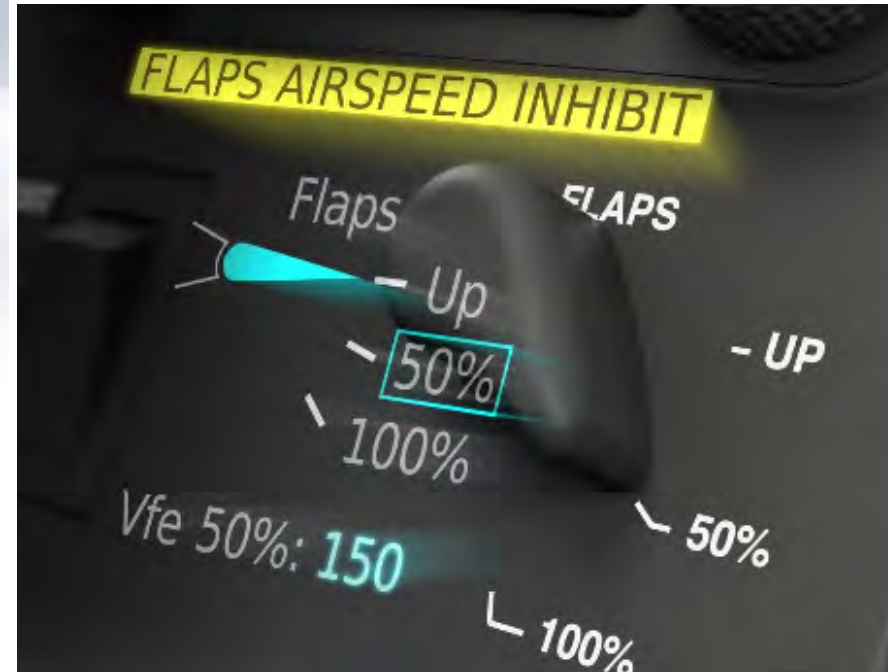 FLAPS AIRSPEED INHIBIT
Flaps
FLAPS
Up
- UP
50%
100%
50%
Vfe 50%: 150
100%